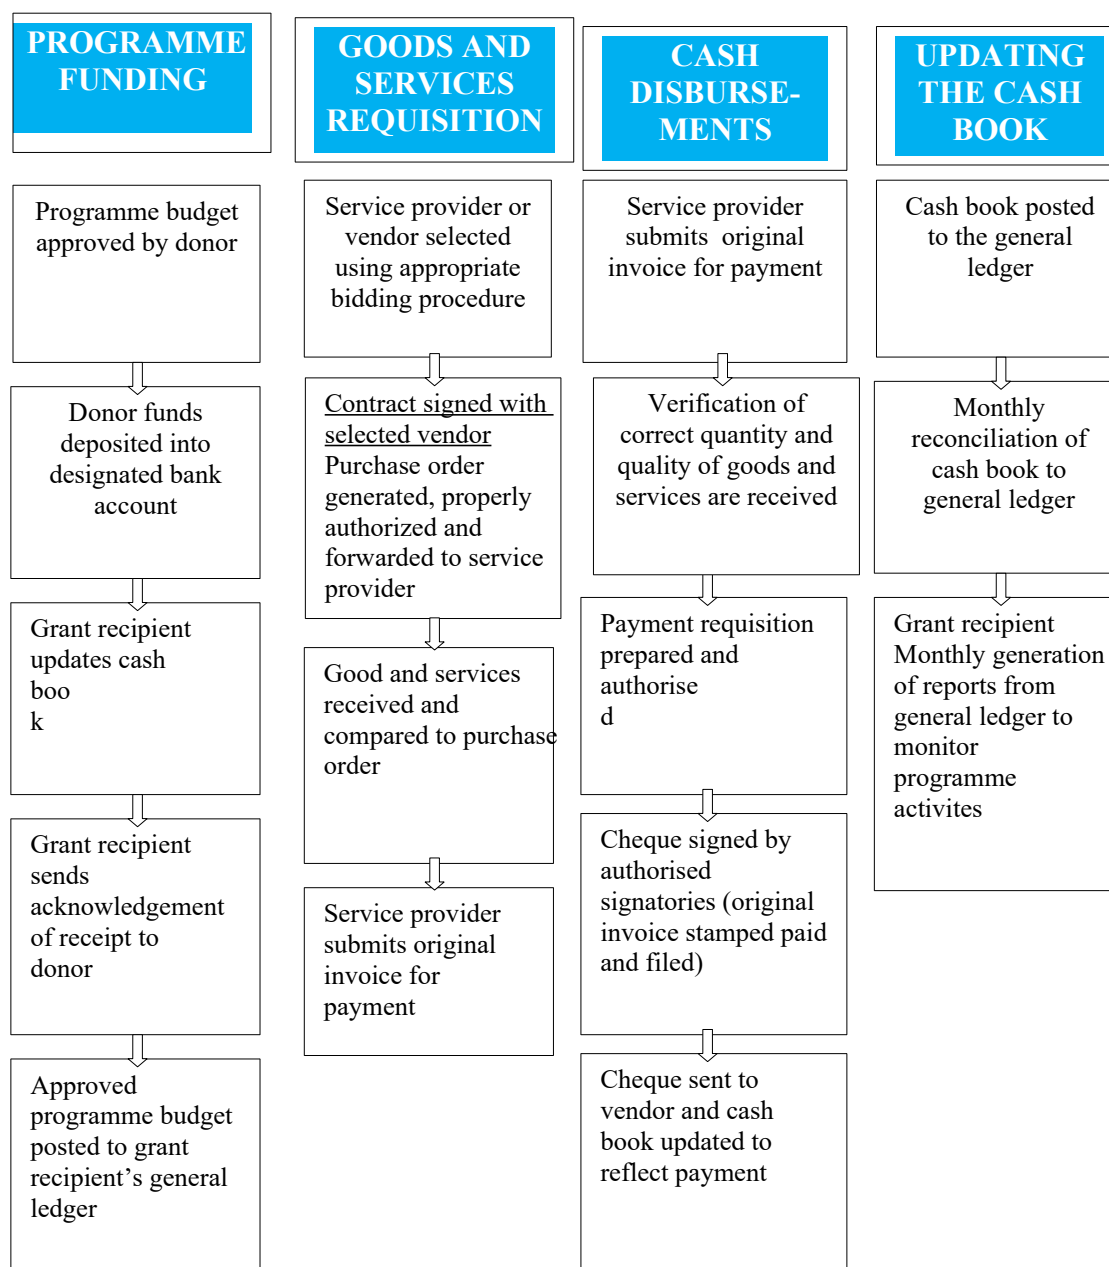 PROGRAMME
FUNDING
Programme budget
approved by donor
Donor funds
deposited into
designated bank
account
Grant recipient
updates cash
boo
k
Grant recipient
sends
acknowledgement
of receipt to
donor
Approved
programme budget
posted to grant
recipient’s general
ledger
GOODS AND
SERVICES
REQUISITION
Service provider or
vendor selected
using appropriate
bidding procedure
Contract signed with
selected vendor
Purchase order
generated, properly
authorized and
forwarded to service
provider
Good and services
received and
compared to purchase
order
Service provider
submits original
invoice for
payment
CASH
DISBURSE-
MENTS
Service provider
submits original
invoice for payment
Verification of
correct quantity and
quality of goods and
services are received
Payment requisition
prepared and
authorise
d
Cheque signed by
authorised
signatories (original
invoice stamped paid
and filed)
Cheque sent to
vendor and cash
book updated to
reflect payment
UPDATING
THE CASH
BOOK
Cash book posted
to the general
ledger
Monthly
reconciliation of
cash book to
general ledger
Grant recipient
Monthly generation
of reports from
general ledger to
monitor
programme
activites